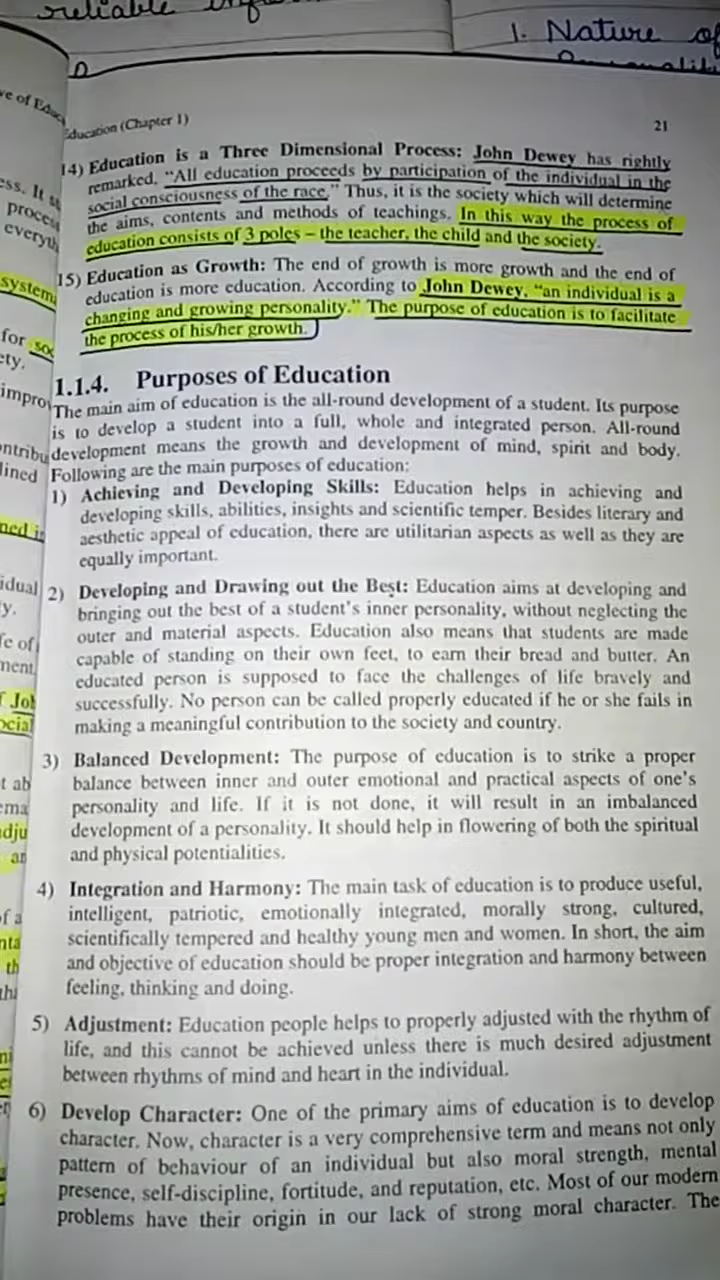 reliable
1. Nature of
Education (Chapter 1)
21
14) Education is a Three Dimensional Process: John Dewey has rightly
remarked, “All education proceeds by participation of the individual in the
social consciousness of the race.” Thus, it is the society which will determine
the aims, contents and methods of teachings. In this way the process of
education consists of 3 poles – the teacher, the child and the society.
15) Education as Growth: The end of growth is more growth and the end of
education is more education. According to John Dewey, “an individual is a
changing and growing personality.” The purpose of education is to facilitate
the process of his/her growth.
1.1.4. Purposes of Education
The main aim of education is the all-round development of a student. Its purpose
is to develop a student into a full, whole and integrated person. All-round
development means the growth and development of mind, spirit and body.
Following are the main purposes of education:
1) Achieving and Developing Skills: Education helps in achieving and
developing skills, abilities, insights and scientific temper. Besides literary and
aesthetic appeal of education, there are utilitarian aspects as well as they are
equally important.
2) Developing and Drawing out the Best: Education aims at developing and
bringing out the best of a student’s inner personality, without neglecting the
outer and material aspects. Education also means that students are made
capable of standing on their own feet, to earn their bread and butter. An
educated person is supposed to face the challenges of life bravely and
successfully. No person can be called properly educated if he or she fails in
making a meaningful contribution to the society and country.
3) Balanced Development: The purpose of education is to strike a proper
balance between inner and outer emotional and practical aspects of one’s
personality and life. If it is not done, it will result in an imbalanced
development of a personality. It should help in flowering of both the spiritual
and physical potentialities.
4) Integration and Harmony: The main task of education is to produce useful,
intelligent, patriotic, emotionally integrated, morally strong, cultured,
scientifically tempered and healthy young men and women. In short, the aim
and objective of education should be proper integration and harmony between
feeling, thinking and doing.
5) Adjustment: Education people helps to properly adjusted with the rhythm of
life, and this cannot be achieved unless there is much desired adjustment
between rhythms of mind and heart in the individual.
6) Develop Character: One of the primary aims of education is to develop
character. Now, character is a very comprehensive term and means not only
pattern of behaviour of an individual but also moral strength, mental
presence, self-discipline, fortitude, and reputation, etc. Most of our modern
problems have their origin in our lack of strong moral character. The